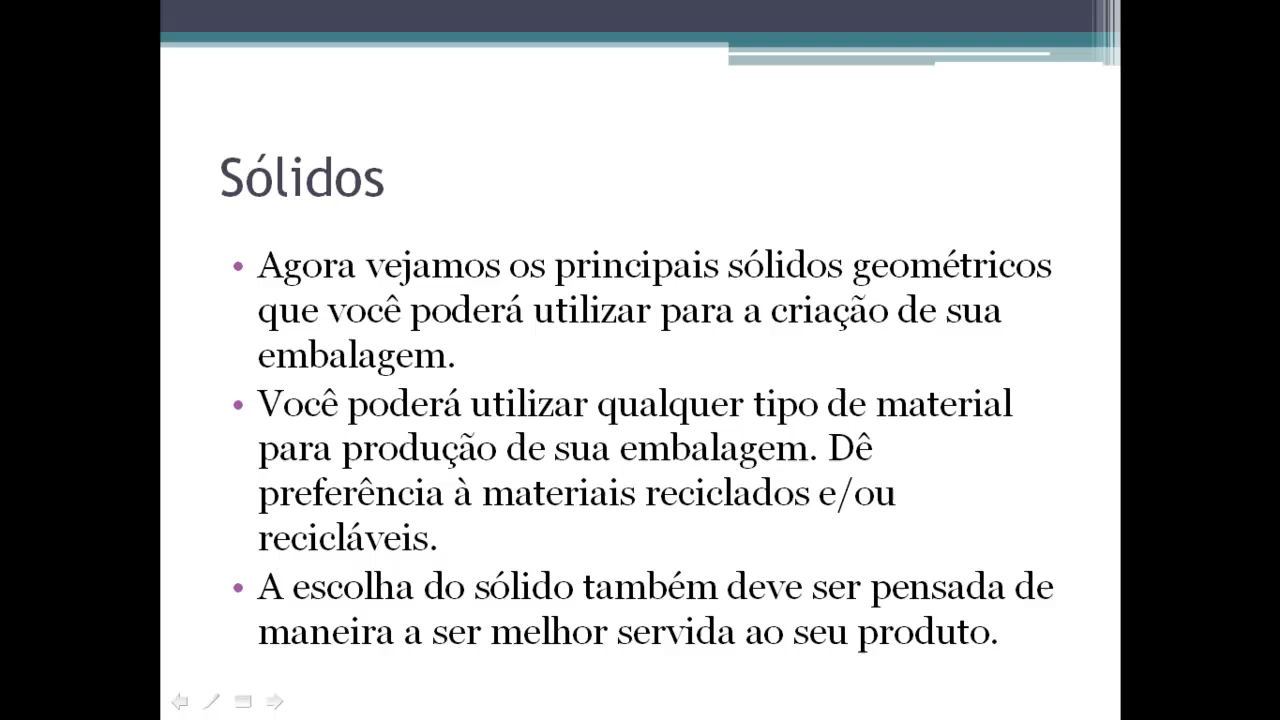 Sólidos
• Agora vejamos os principais sólidos geométricos
que você poderá utilizar para a criação de sua
embalagem.
• Você poderá utilizar qualquer tipo de material
para produção de sua embalagem. Dê
preferência à materiais reciclados e/ou
recicláveis.
• A escolha do sólido também deve ser pensada de
maneira a ser melhor servida ao seu produto.